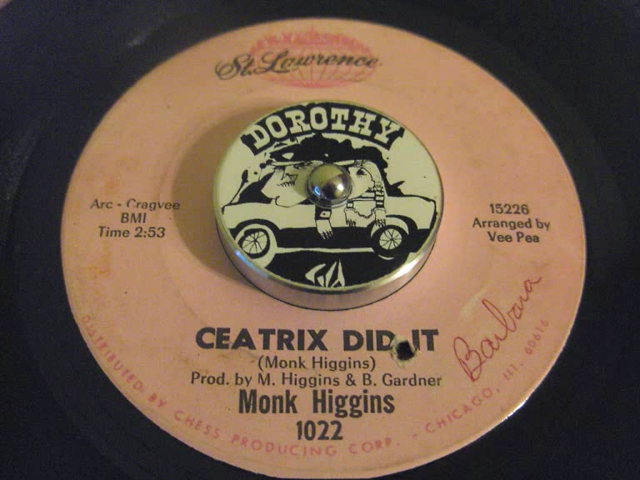 St. Lawrence
DOROTHY
Arc - Cragvee
BMI
Time 2:53
15226
Arranged by
Vee Pea
CEATRIX DID IT
(Monk Higgins)
Prod. by M. Higgins & B. Gardner
Monk Higgins
1022
Barbara
DISTRIBUTED BY CHESS PRODUCING CORP. - CHICAGO, Ill. 60616